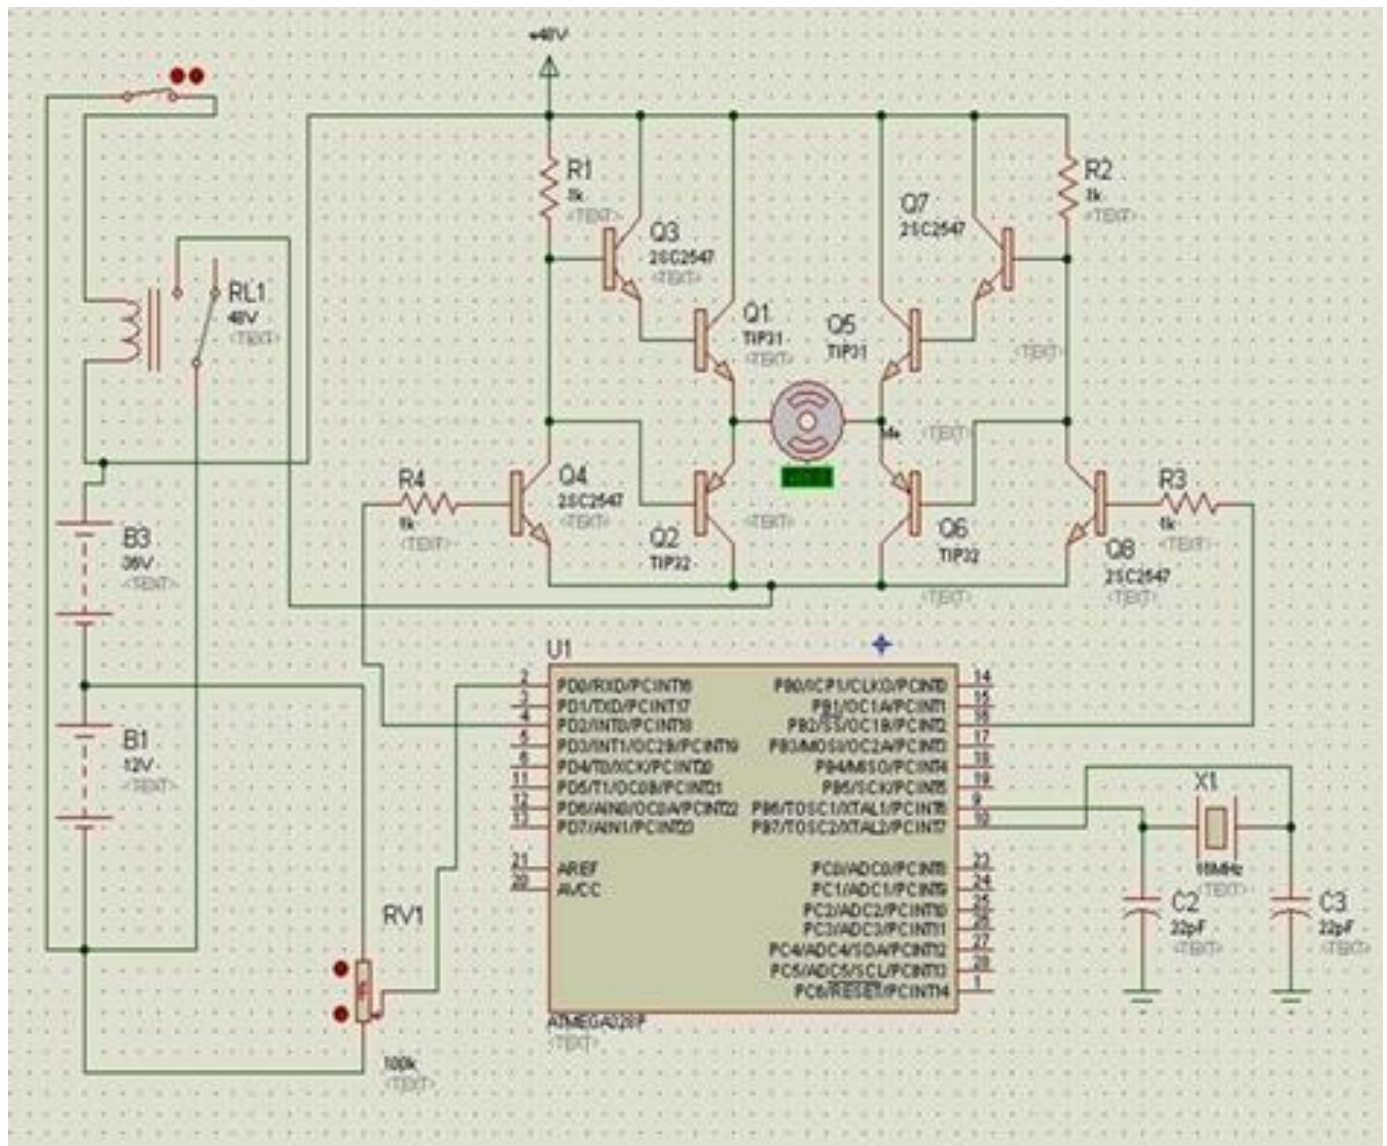 +48V
R1
1k
<TEXT>
R2
1k
<TEXT>
Q3
2SC2547
<TEXT>
Q7
2SC2547
RL1
48V
<TEXT>
Q1
TIP31
<TEXT>
Q5
TIP31
<TEXT>
<TEXT>
R4
1k
<TEXT>
Q4
2SC2547
<TEXT>
Q2
TIP32
<TEXT>
Q6
TIP32
<TEXT>
R3
1k
<TEXT>
Q8
2SC2547
<TEXT>
B3
36V
<TEXT>
B1
12V
<TEXT>
U1
2 PD0/RXD/PCINT16
3 PD1/TXD/PCINT17
4 PD2/INT0/PCINT18
5 PD3/INT1/OC2B/PCINT19
6 PD4/T0/XCK/PCINT20
11 PD5/T1/OC0B/PCINT21
12 PD6/AIN0/OC0A/PCINT22
13 PD7/AIN1/PCINT23
21 AREF
20 AVCC
PB0/ICP1/CLKO/PCINT0 14
PB1/OC1A/PCINT1 15
PB2/SS/OC1B/PCINT2 16
PB3/MOSI/OC2A/PCINT3 17
PB4/MISO/PCINT4 18
PB5/SCK/PCINT5 19
PB6/TOSC1/XTAL1/PCINT6 9
PB7/TOSC2/XTAL2/PCINT7 10
PC0/ADC0/PCINT8 23
PC1/ADC1/PCINT9 24
PC2/ADC2/PCINT10 25
PC3/ADC3/PCINT11 26
PC4/ADC4/SDA/PCINT12 27
PC5/ADC5/SCL/PCINT13 28
PC6/RESET/PCINT14 1
ATMEGA328P
<TEXT>
X1
16MHz
<TEXT>
C2
22pF
<TEXT>
C3
22pF
<TEXT>
RV1
100k
<TEXT>